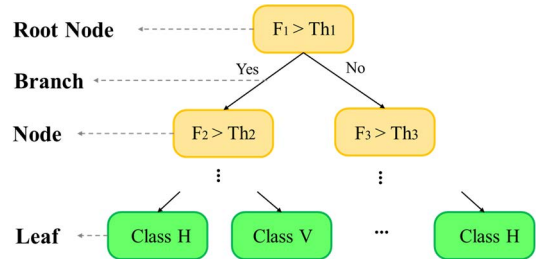 Root Node
F1 > Th1
Yes
No
Branch
Node
F2 > Th2
F3 > Th3
⋮
⋮
Leaf
Class H
Class V
...
Class H